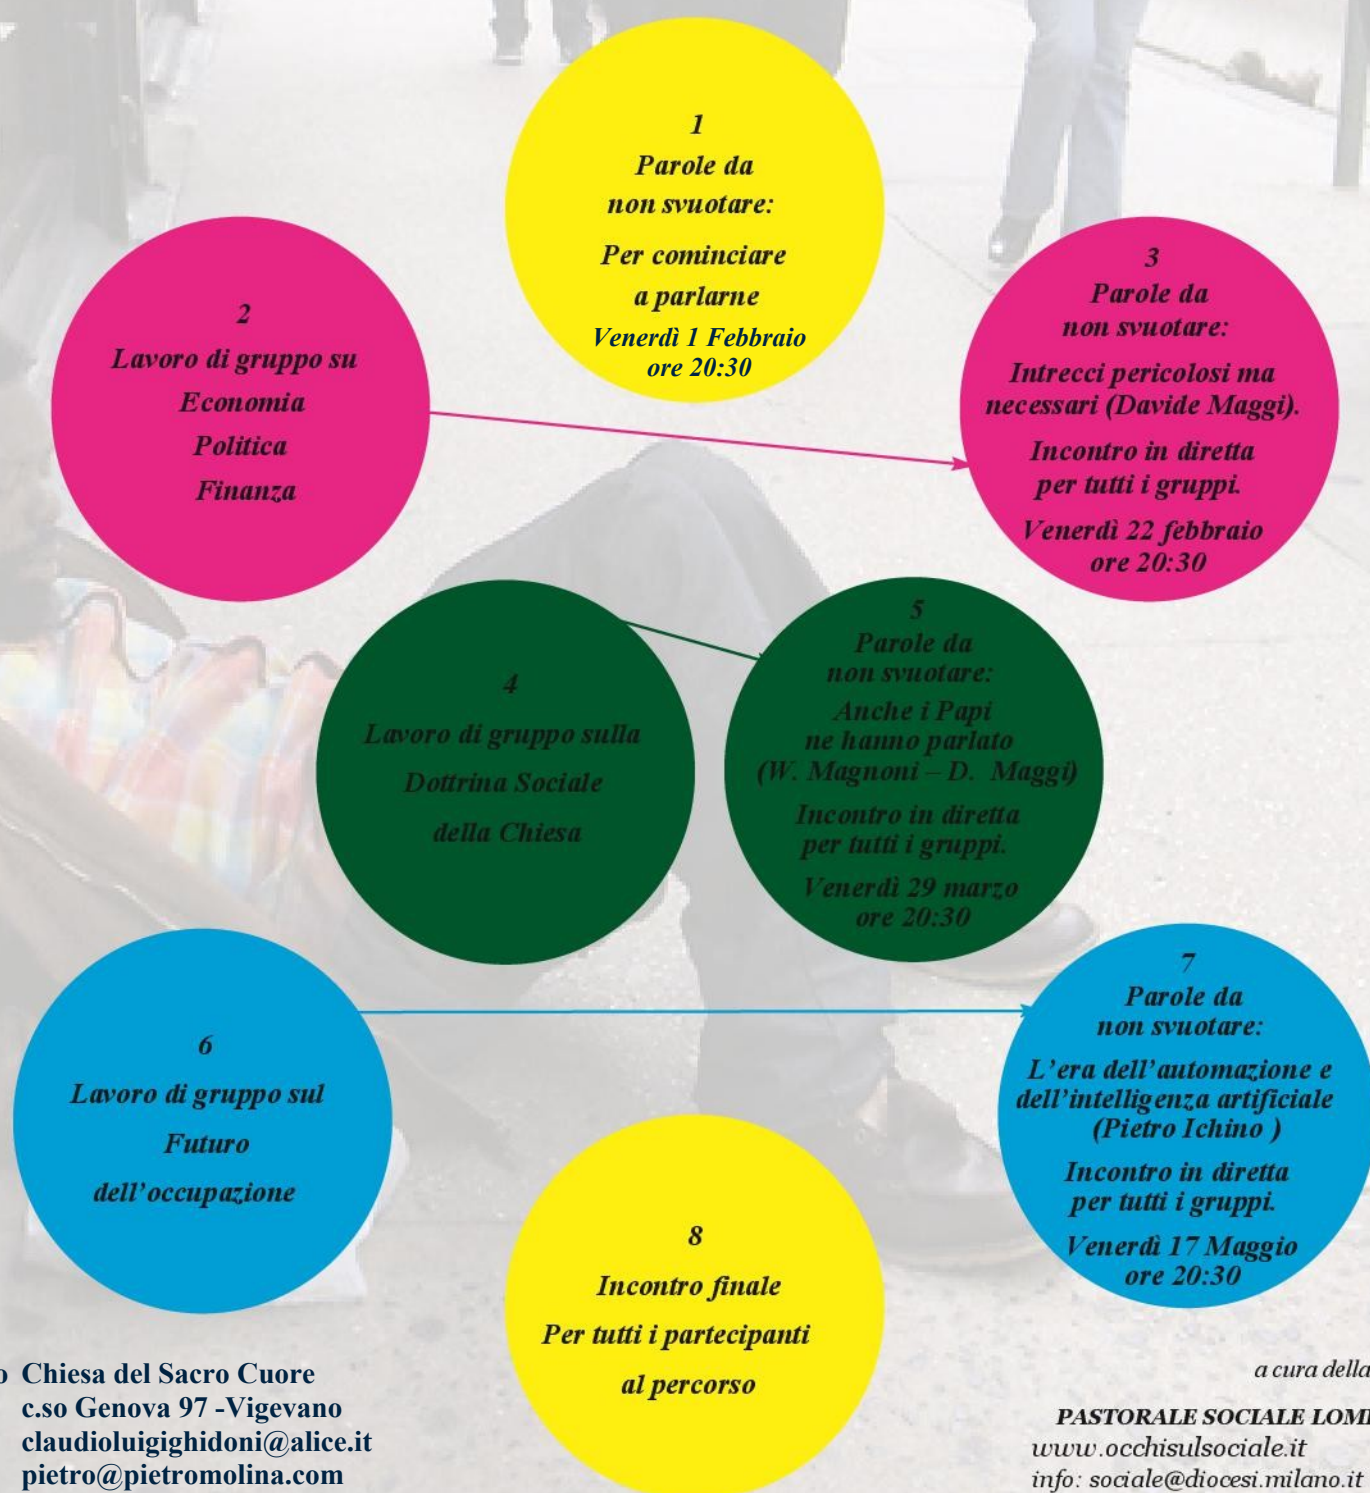 1
Parole da
non svuotare:
Per cominciare
a parlarne
Venerdì 1 Febbraio
ore 20:30
2
Lavoro di gruppo su
Economia
Politica
Finanza
3
Parole da
non svuotare:
Intrecci pericolosi ma
necessari (Davide Maggi).
Incontro in diretta
per tutti i gruppi.
Venerdì 22 febbraio
ore 20:30
4
Lavoro di gruppo sulla
Dottrina Sociale
della Chiesa
5
Parole da
non svuotare:
Anche i Papi
ne hanno parlato
(W. Magnoni – D. Maggi)
Incontro in diretta
per tutti i gruppi.
Venerdì 29 marzo
ore 20:30
6
Lavoro di gruppo sul
Futuro
dell'occupazione
7
Parole da
non svuotare:
L'era dell'automazione e
dell'intelligenza artificiale
(Pietro Ichino )
Incontro in diretta
per tutti i gruppi.
Venerdì 17 Maggio
ore 20:30
8
Incontro finale
Per tutti i partecipanti
al percorso
Chiesa del Sacro Cuore
c.so Genova 97 -Vigevano
claudioluigighidoni@alice.it
pietro@pietromolina.com
a cura della
PASTORALE SOCIALE
www.occhisulsociale.it
info: sociale@diocesi.milano.it